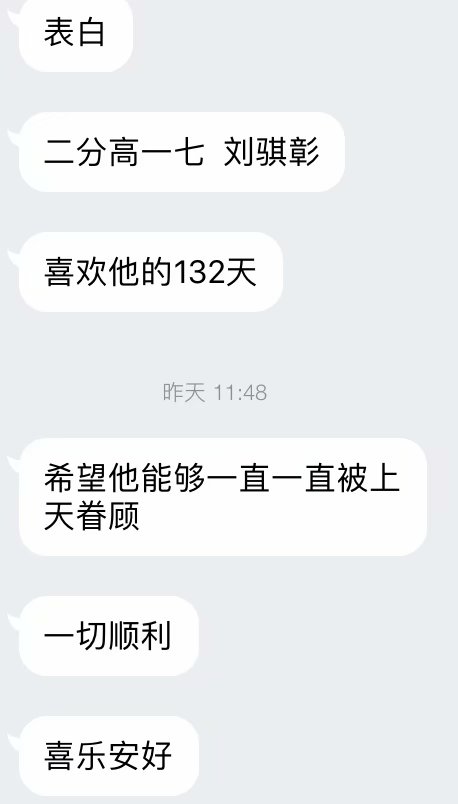 表白
二分高一七 刘骐彰
喜欢他的132天
昨天 11:48
希望他能够一直一直被上
天眷顾
一切顺利
喜乐安好